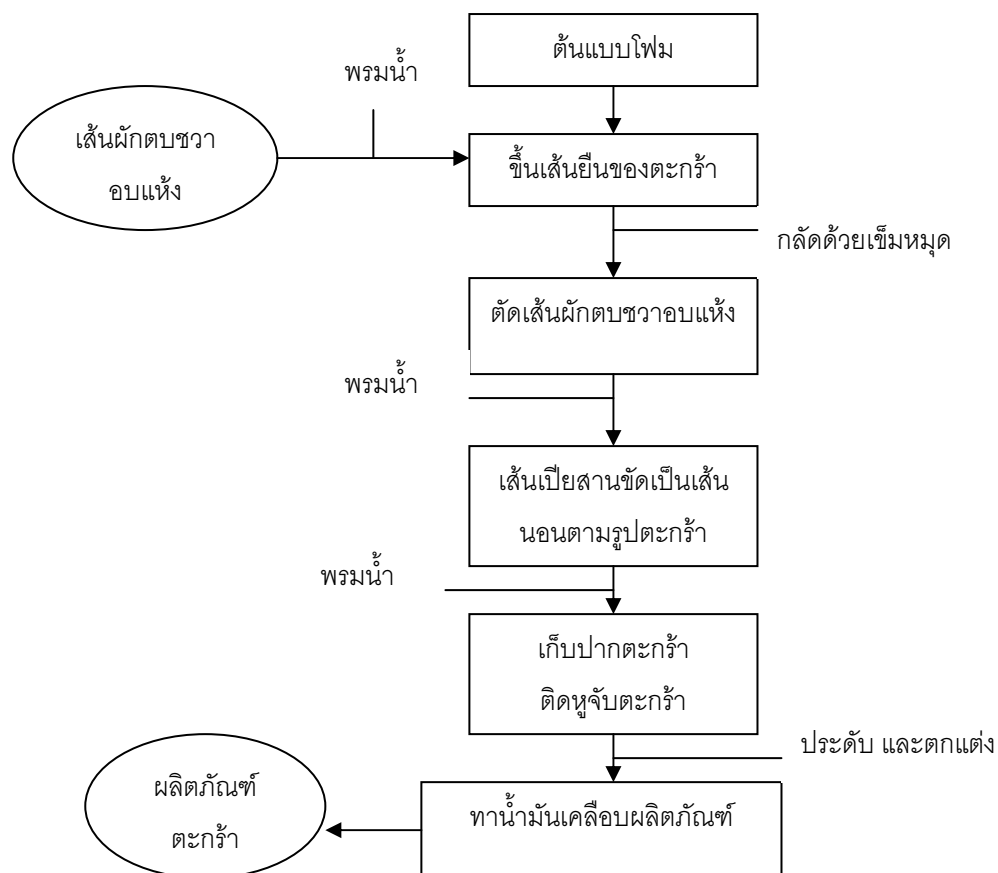 ต้นแบบโฟม
พรมน้ำ
เส้นผักตบชวา
อบแห้ง
ขึ้นเส้นยืนของตะกร้า
กลัดด้วยเข็มหมุด
ตัดเส้นผักตบชวาอบแห้ง
พรมน้ำ
เส้นเปียสานขัดเป็นเส้น
นอนตามรูปตะกร้า
พรมน้ำ
เก็บปากตะกร้า
ติดหูจับตะกร้า
ประดับ และตกแต่ง
ผลิตภัณฑ์
ตะกร้า
ทาน้ำมันเคลือบผลิตภัณฑ์